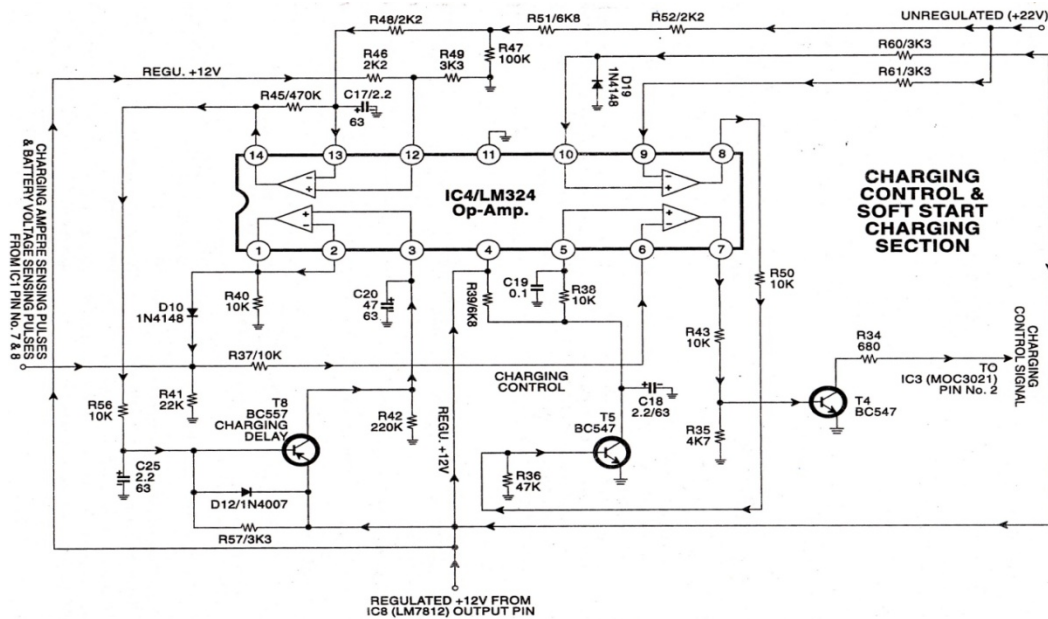 R48/2K2
R51/6K8
R52/2K2
UNREGULATED (+22V)
R46
2K2
R49
3K3
R47
100K
R60/3K3
REGU. +12V
D19
1N4148
R61/3K3
R45/470K
C17/2.2
+
63
14
13
12
11
10
9
8
-
+
-
+
IC4/LM324
Op-Amp.
+
-
+
-
1
2
3
4
5
6
7
CHARGING
CONTROL &
SOFT START
CHARGING
SECTION
CHARGING AMPERE SENSING PULSES
& BATTERY VOLTAGE SENSING PULSES
FROM IC1 PIN No. 7 & 8
D10
1N4148
R40
10K
C20
47
63
+
R39/6K8
C19
0.1
R38
10K
R50
10K
R43
10K
R34
680
R37/10K
CHARGING
CONTROL
TO
IC3 (MOC3021)
PIN No. 2
CHARGING
CONTROL SIGNAL
R56
10K
R41
22K
T8
BC557
CHARGING
DELAY
R42
220K
REGU. +12V
T5
BC547
+
-
C18
2.2/63
R35
4K7
T4
BC547
C25
2.2
63
+
R36
47K
D12/1N4007
R57/3K3
REGULATED +12V FROM
IC8 (LM7812) OUTPUT PIN